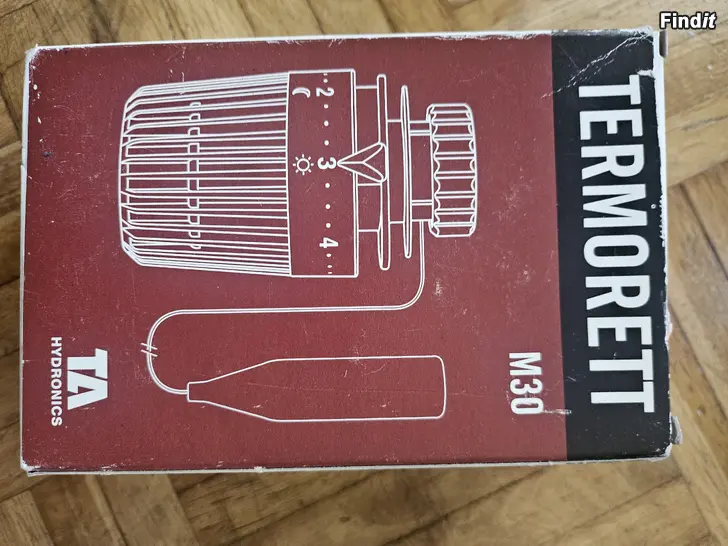 Findit
TERMORETT
M30
2
3
4
TA
HYDRONICS